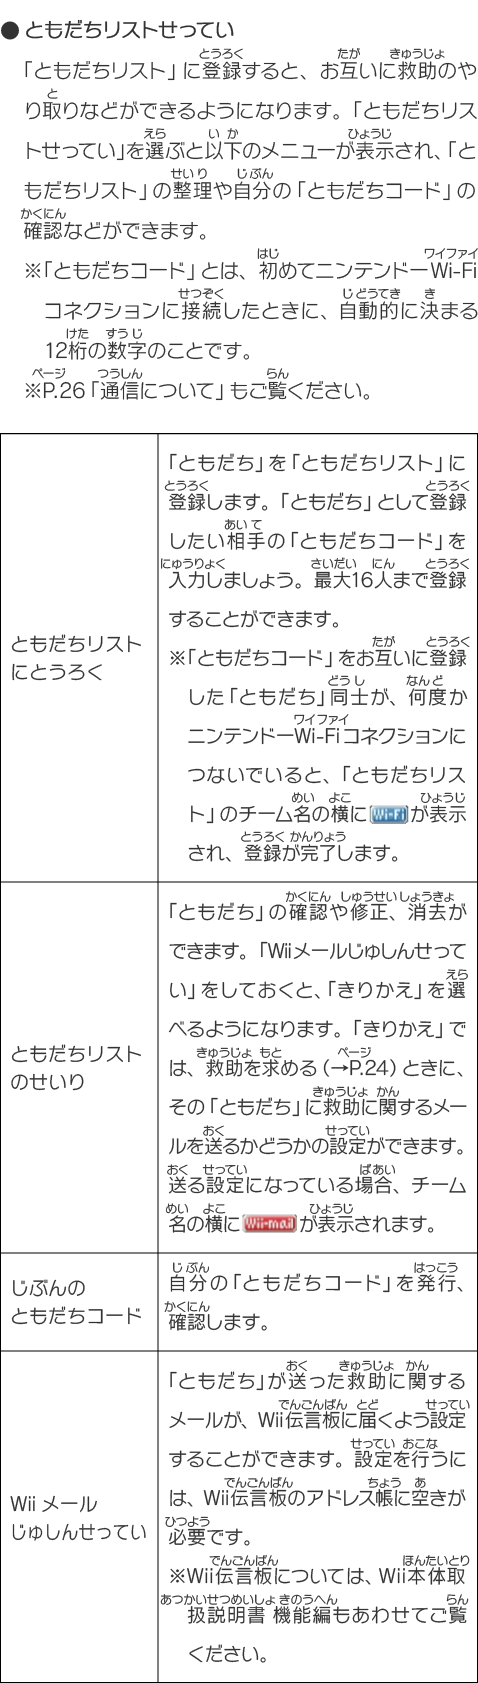 ● ともだちリストせってい
「ともだちリスト」に登録すると、お互いに救助のや
り取りなどができるようになります。「ともだちリス
トせってい」を選ぶと以下のメニューが表示され、「と
もだちリスト」の整理や自分の「ともだちコード」の
確認などができます。
※「ともだちコード」とは、初めてニンテンドーWi-Fi
コネクションに接続したときに、自動的に決まる
12桁の数字のことです。
※P.26「通信について」もご覧ください。
ともだちリスト
にとうろく
「ともだち」を「ともだちリスト」に
登録します。「ともだち」として登録
したい相手の「ともだちコード」を
入力しましょう。最大16人まで登録
することができます。
※「ともだちコード」をお互いに登録
した「ともだち」同士が、何度か
ニンテンドーWi-Fiコネクションに
つないでいると、「ともだちリス
ト」のチーム名の横に[Wi-Fi]が表示
され、登録が完了します。
ともだちリスト
のせいり
「ともだち」の確認や修正、消去が
できます。「Wiiメールじゅしんせって
い」をしておくと、「きりかえ」を選
べるようになります。「きりかえ」で
は、救助を求める（→P.24）ときに、
その「ともだち」に救助に関するメー
ルを送るかどうかの設定ができます。
送る設定になっている場合、チーム
名の横に[Wii-mail]が表示されます。
じぶんの
ともだちコード
自分の「ともだちコード」を発行、
確認します。
Wii メール
じゅしんせってい
「ともだち」が送った救助に関する
メールが、Wii伝言板に届くよう設定
することができます。設定を行うに
は、Wii伝言板のアドレス帳に空きが
必要です。
※Wii伝言板については、Wii本体取
扱説明書 機能編もあわせてご覧
ください。